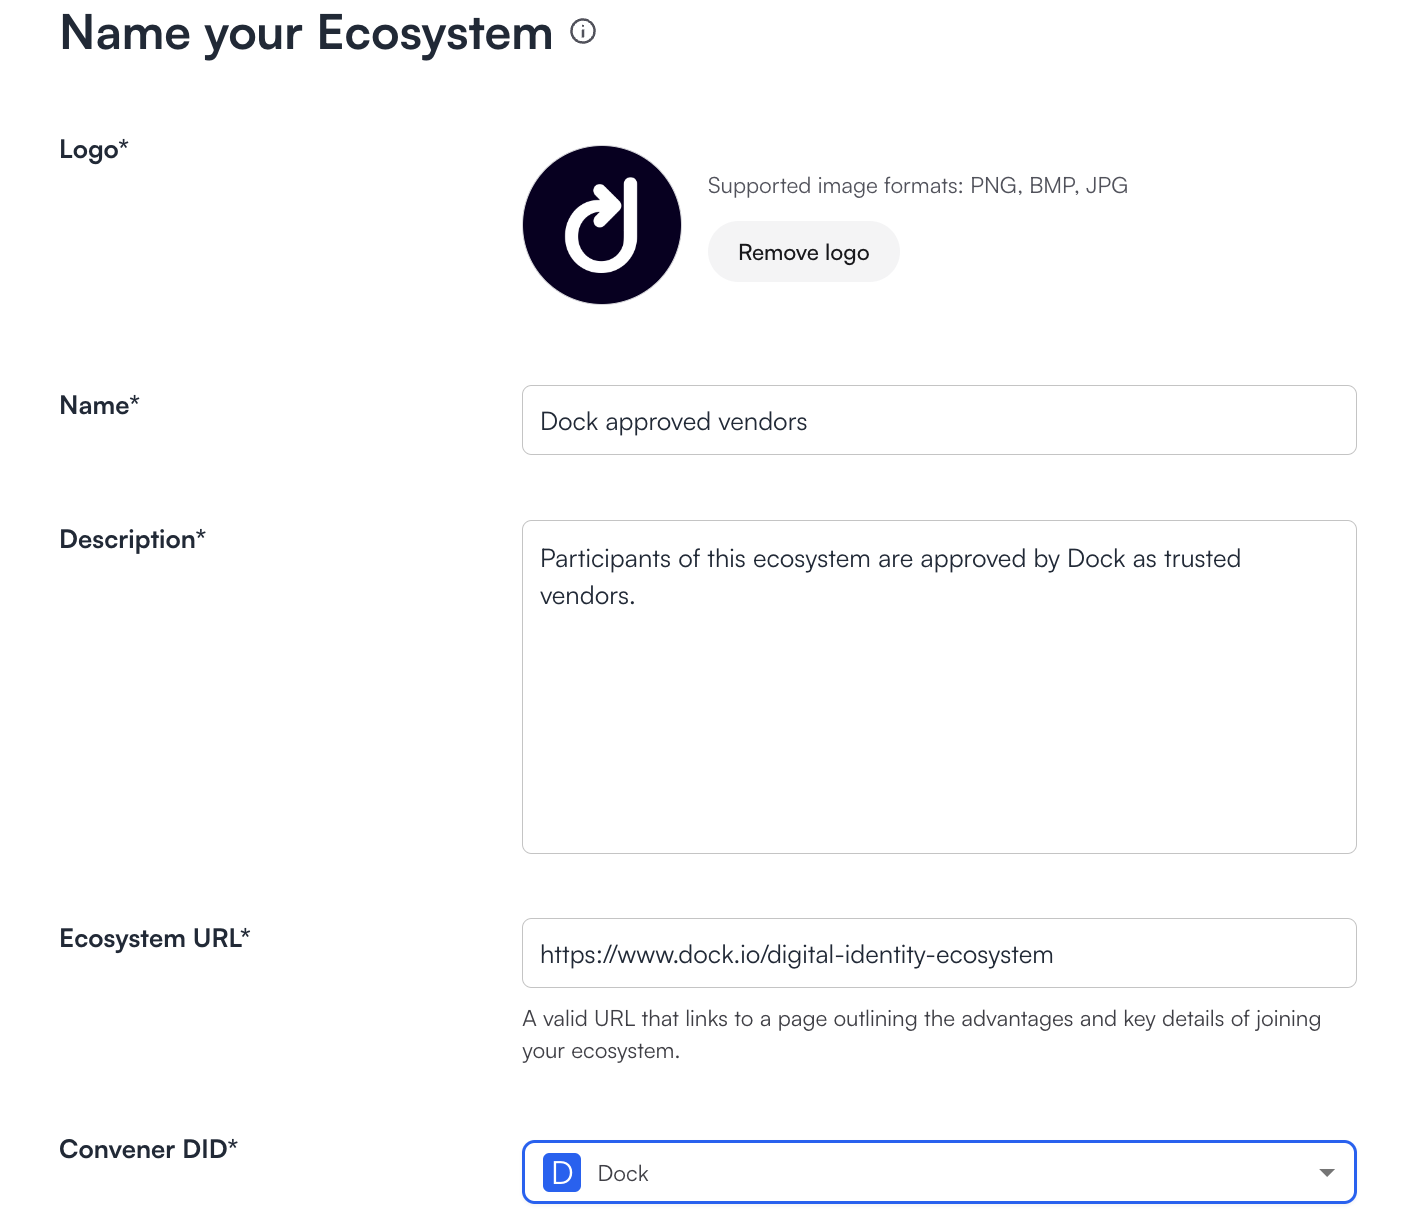 Name your Ecosystem
Logo*
Supported image formats: PNG, BMP, JPG
Remove logo
Name*
Dock approved vendors
Description*
Participants of this ecosystem are approved by Dock as trusted
vendors.
Ecosystem URL*
https://www.dock.io/digital-identity-ecosystem
A valid URL that links to a page outlining the advantages and key details of joining
your ecosystem.
Convener DID*
D Dock